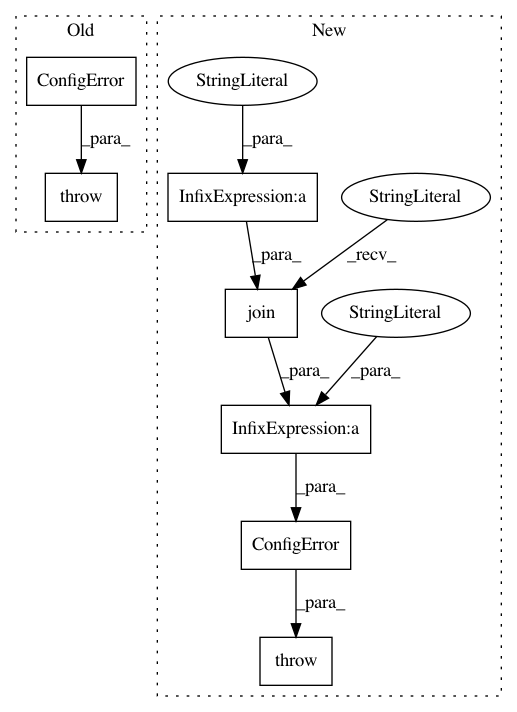 Old
New
ConfigError
StringLiteral
_para_
_para_
throw
InfixExpression:a
StringLiteral
_para_
_recv_
join
StringLiteral
_para_
_para_
InfixExpression:a
_para_
ConfigError
_para_
throw